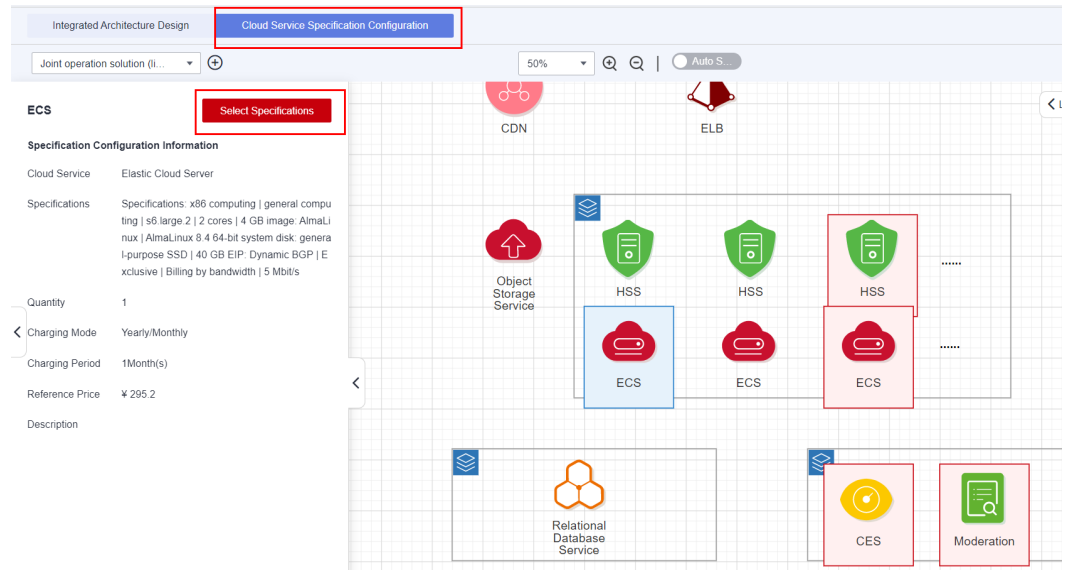 Integrated Architecture Design
Cloud Service Specification Configuration
Joint operation solution (li...
50%
Auto S...
ECS
Select Specifications
Specification Configuration Information
Cloud Service
Elastic Cloud Server
Specifications
Specifications: x86 computing | general compu
ting | s6.large.2 | 2 cores | 4 GB image: AlmaLi
nux | AlmaLinux 8.4 64-bit system disk: genera
l-purpose SSD | 40 GB EIP: Dynamic BGP | E
xclusive | Billing by bandwidth | 5 Mbit/s
Quantity
1
Charging Mode
Yearly/Monthly
Charging Period
1Month(s)
Reference Price
¥ 295.2
Description
CDN
ELB
Object
Storage
Service
HSS
HSS
HSS
......
ECS
ECS
ECS
......
Relational
Database
Service
CES
Moderation